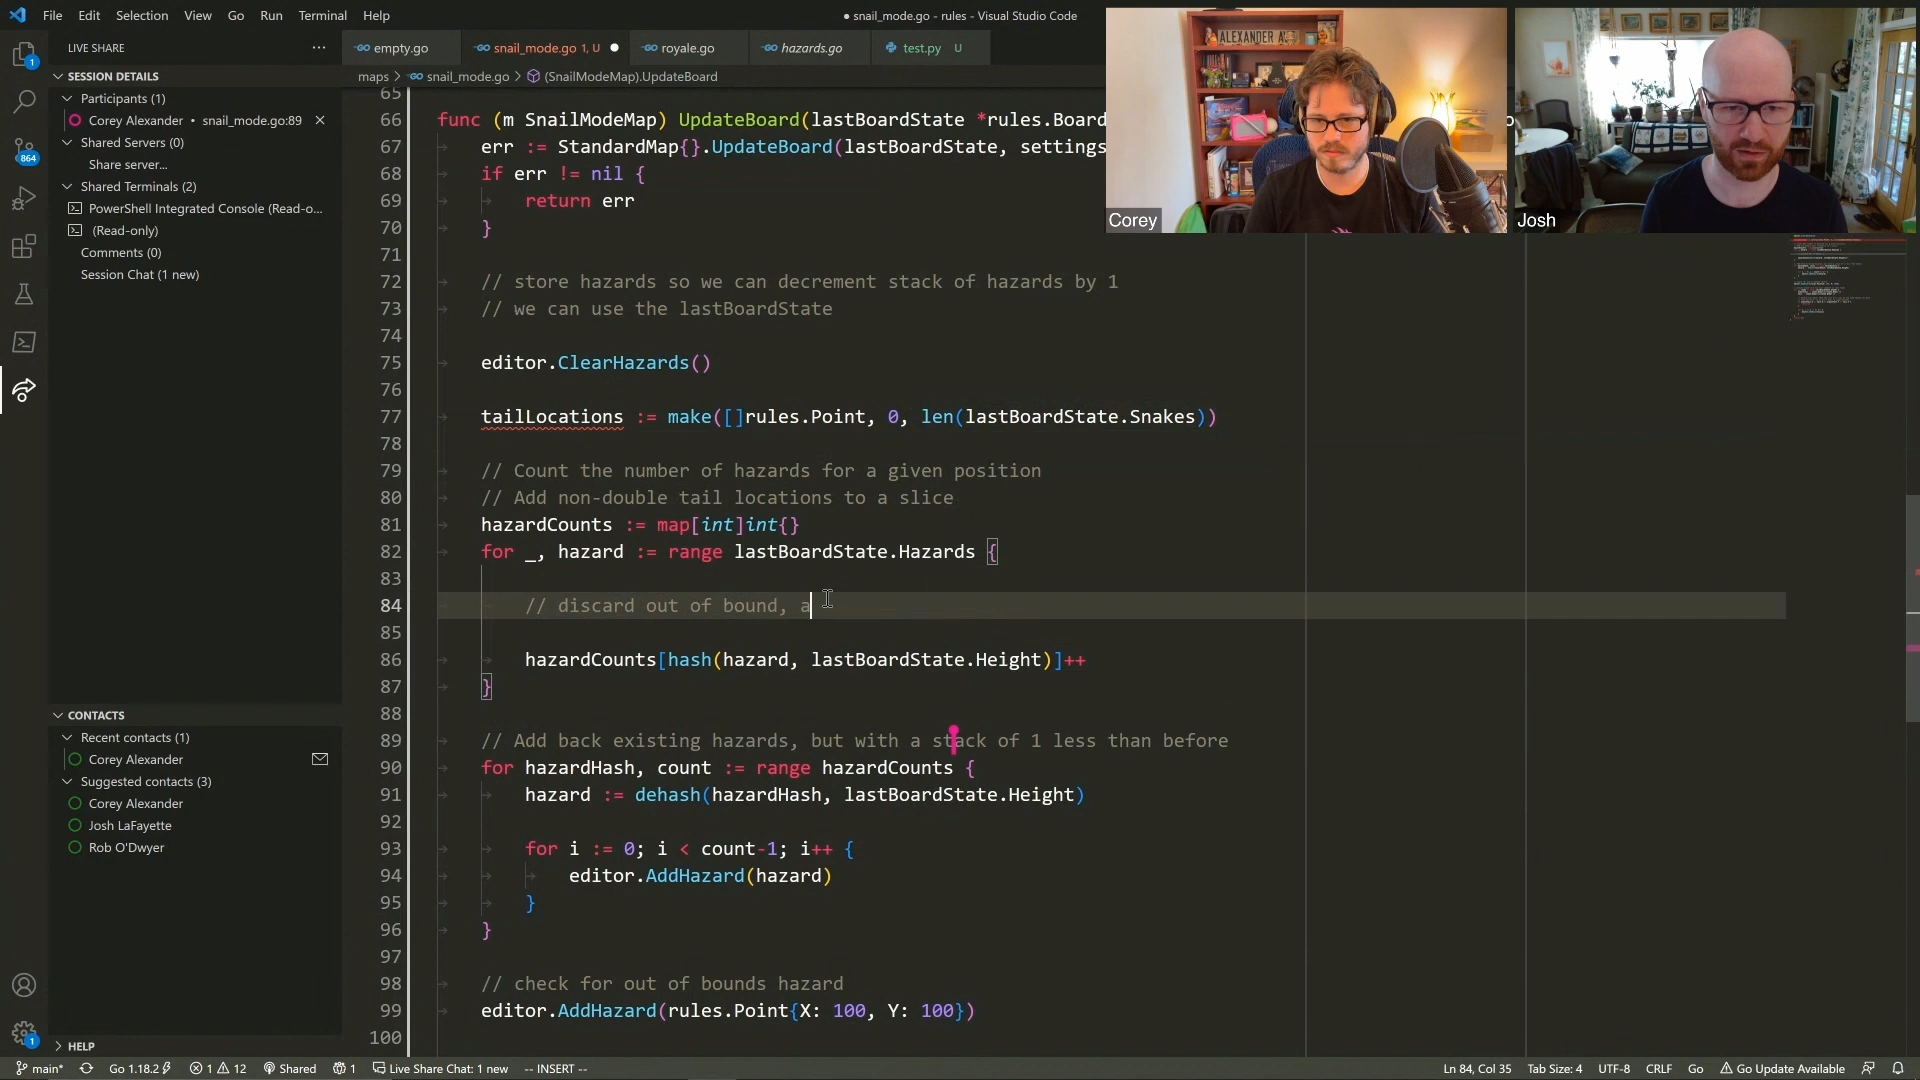 File Edit Selection View Go Run Terminal Help
● snail_mode.go - rules - Visual Studio Code
LIVE SHARE
SESSION DETAILS
Participants (1)
Corey Alexander • snail_mode.go:89
Shared Servers (0)
Share server...
Shared Terminals (2)
PowerShell Integrated Console (Read-o...
(Read-only)
Comments (0)
Session Chat (1 new)
1
864
CONTACTS
Recent contacts (1)
Corey Alexander
Suggested contacts (3)
Corey Alexander
Josh LaFayette
Rob O'Dwyer
HELP
1
empty.go
snail_mode.go 1, U
royale.go
hazards.go
test.py U
maps > snail_mode.go > (SnailModeMap).UpdateBoard
65
66 func (m SnailModeMap) UpdateBoard(lastBoardState *rules.Board
67 err := StandardMap{}.UpdateBoard(lastBoardState, settings
68 if err != nil {
69 return err
70 }
71
72 // store hazards so we can decrement stack of hazards by 1
73 // we can use the lastBoardState
74
75 editor.ClearHazards()
76
77 tailLocations := make([]rules.Point, 0, len(lastBoardState.Snakes))
78
79 // Count the number of hazards for a given position
80 // Add non-double tail locations to a slice
81 hazardCounts := map[int]int{}
82 for _, hazard := range lastBoardState.Hazards {
83
84 // discard out of bound, a
85
86 hazardCounts[hash(hazard, lastBoardState.Height)]++
87 }
88
89 // Add back existing hazards, but with a stack of 1 less than before
90 for hazardHash, count := range hazardCounts {
91 hazard := dehash(hazardHash, lastBoardState.Height)
92
93 for i := 0; i < count-1; i++ {
94 editor.AddHazard(hazard)
95 }
96 }
97
98 // check for out of bounds hazard
99 editor.AddHazard(rules.Point{X: 100, Y: 100})
100
Corey
Josh
main* Go 1.18.2 1 12 Shared 1 Live Share Chat: 1 new -- INSERT --
Ln 84, Col 35 Tab Size: 4 UTF-8 CRLF Go Go Update Available